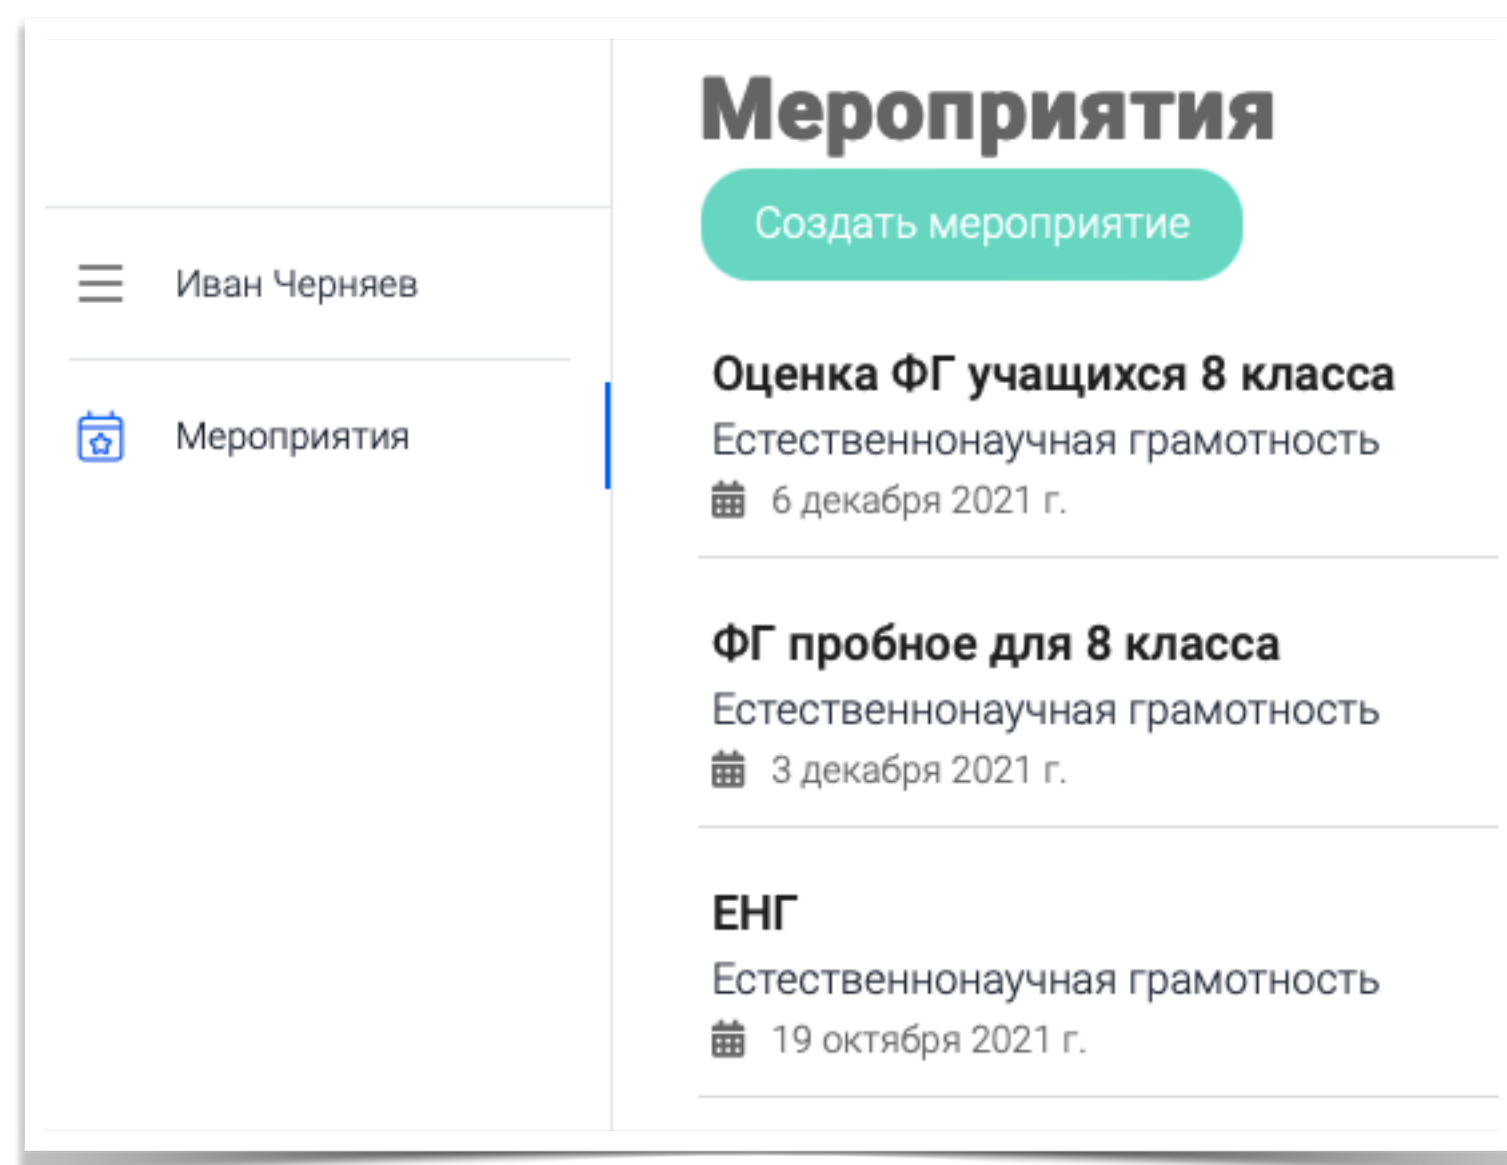 Иван Черняев
Мероприятия
Мероприятия
Создать мероприятие
Оценка ФГ учащихся 8 класса
Естественнонаучная грамотность
6 декабря 2021 г.
ФГ пробное для 8 класса
Естественнонаучная грамотность
3 декабря 2021 г.
ЕНГ
Естественнонаучная грамотность
19 октября 2021 г.